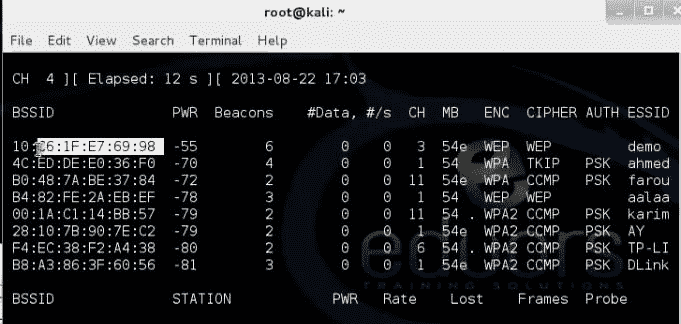 root@kali: ~
File Edit View Search Terminal Help
CH 4 ][ Elapsed: 12 s ][ 2013-08-22 17:03
BSSID PWR Beacons #Data, #/s CH MB ENC CIPHER AUTH ESSID
10:C6:1F:E7:69:98 -55 6 0 0 3 54e WEP WEP demo
4C:ED:DE:E0:36:F0 -70 4 0 0 1 54 WPA TKIP PSK ahmed
B0:48:7A:BE:37:84 -72 2 0 0 11 54e WPA CCMP PSK farou
B4:82:FE:2A:EB:EF -78 3 0 0 1 54 WEP WEP aalaa
00:1A:C1:14:BB:57 -79 2 0 0 11 54 . WPA2 CCMP PSK karim
28:10:7B:90:7E:C2 -79 2 0 0 1 54e WPA2 CCMP PSK AY
F4:EC:38:F2:A4:38 -80 2 0 0 6 54 . WPA2 CCMP PSK TP-LI
B8:A3:86:3F:60:56 -81 3 0 0 1 54e WPA2 CCMP PSK DLink
TRAINING SOLUTIONS
BSSID STATION PWR Rate Lost Frames Probe